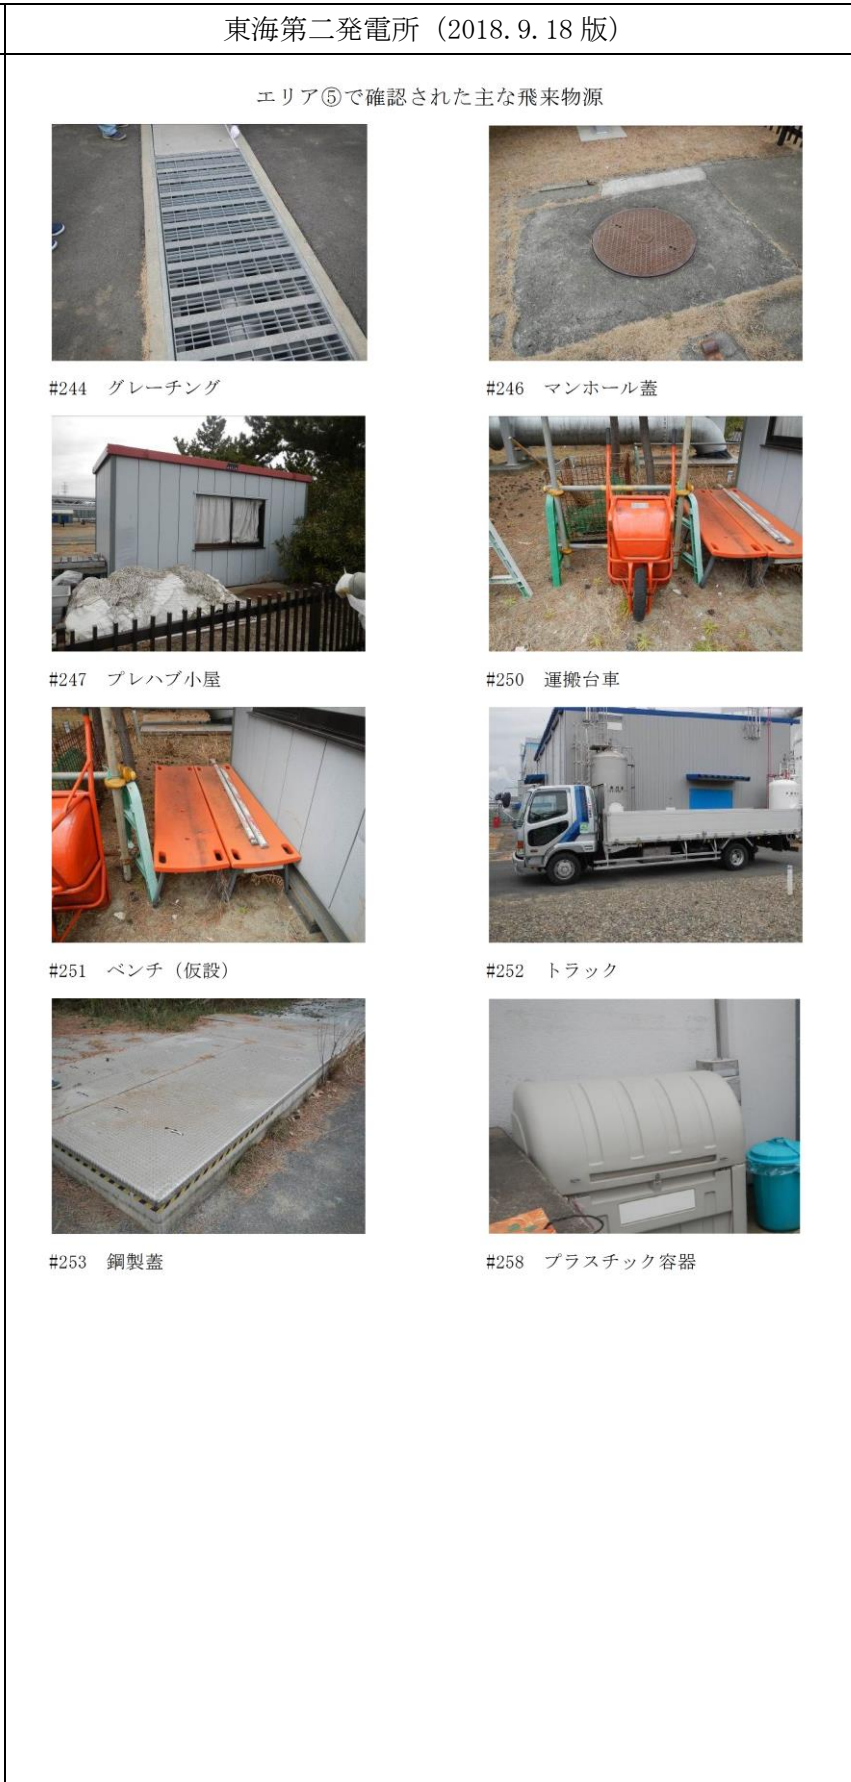 東海第二発電所（2018.9.18 版）
エリア⑤で確認された主な飛来物源
#244　グレーチング
#246　マンホール蓋
#247　プレハブ小屋
#250　運搬台車
#251　ベンチ（仮設）
#252　トラック
#253　鋼製蓋
#258　プラスチック容器